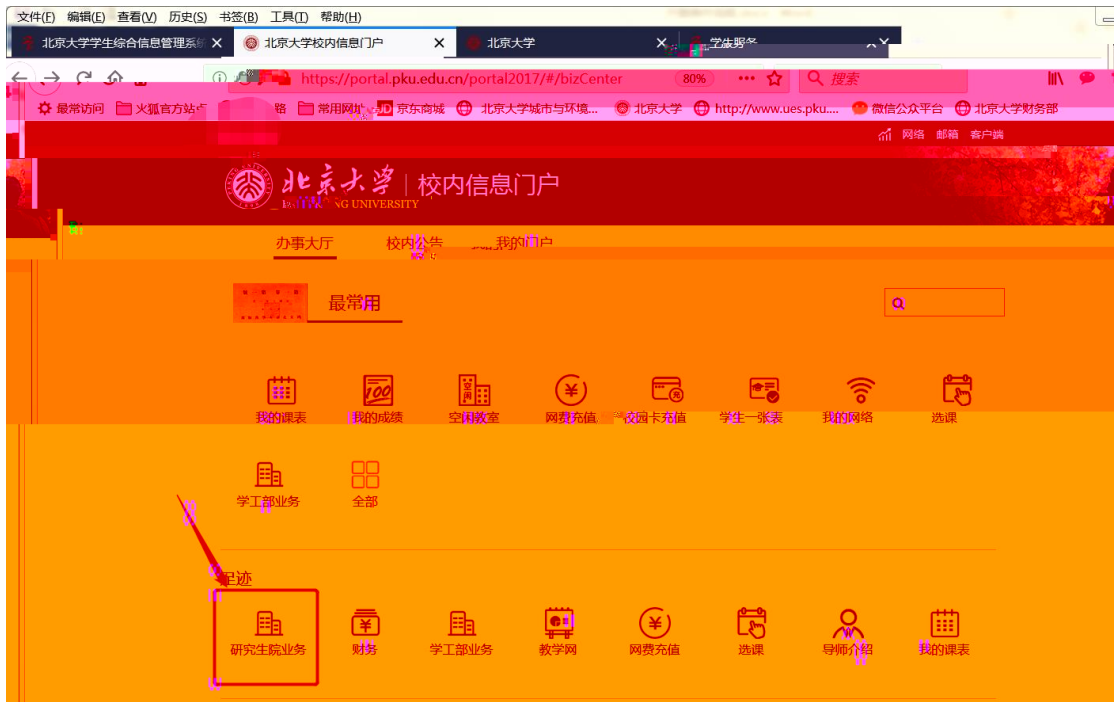 文件(F) 编辑(E) 查看(V) 历史(S) 书签(B) 工具(T) 帮助(H)
北京大学学生综合信息管理系统 北京大学校内信息门户 北京大学
https://portal.pku.edu.cn/portal2017/#/bizCenter 80% 搜索
最常访问 火狐官方站点 常用网址 JD 京东商城 北京大学城市与环境... 北京大学 http://www.ues.pku.... 微信公众平台 北京大学财务部
网络 邮箱 客户端
北京大学 校内信息门户
NG UNIVERSITY
办事大厅 校内公告 我的门户
最常用
100 空闲
我的课表 我的成绩 空闲教室 网费充值 校园卡充值 学生一张表 我的网络 选课
学工部业务 全部
足迹
研究生院业务 财务 学工部业务 教学网 网费充值 选课 导师介绍 我的课表